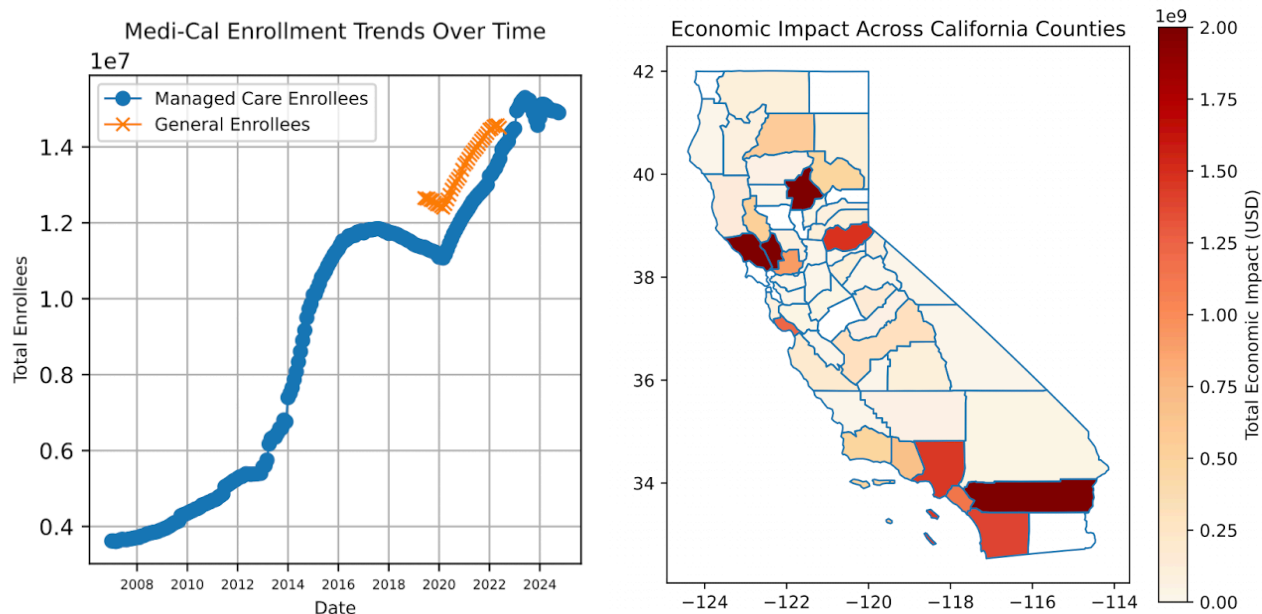 Medi-Cal Enrollment Trends Over Time
1e7
Managed Care Enrollees
General Enrollees
1.4
1.2
1.0
0.8
0.6
0.4
Total Enrollees
2008 2010 2012 2014 2016 2018 2020 2022 2024
Date
Economic Impact Across California Counties
42
40
38
36
34
−124 −122 −120 −118 −116 −114
1e9
2.00
1.75
1.50
1.25
1.00
0.75
0.50
0.25
0.00
Total Economic Impact (USD)